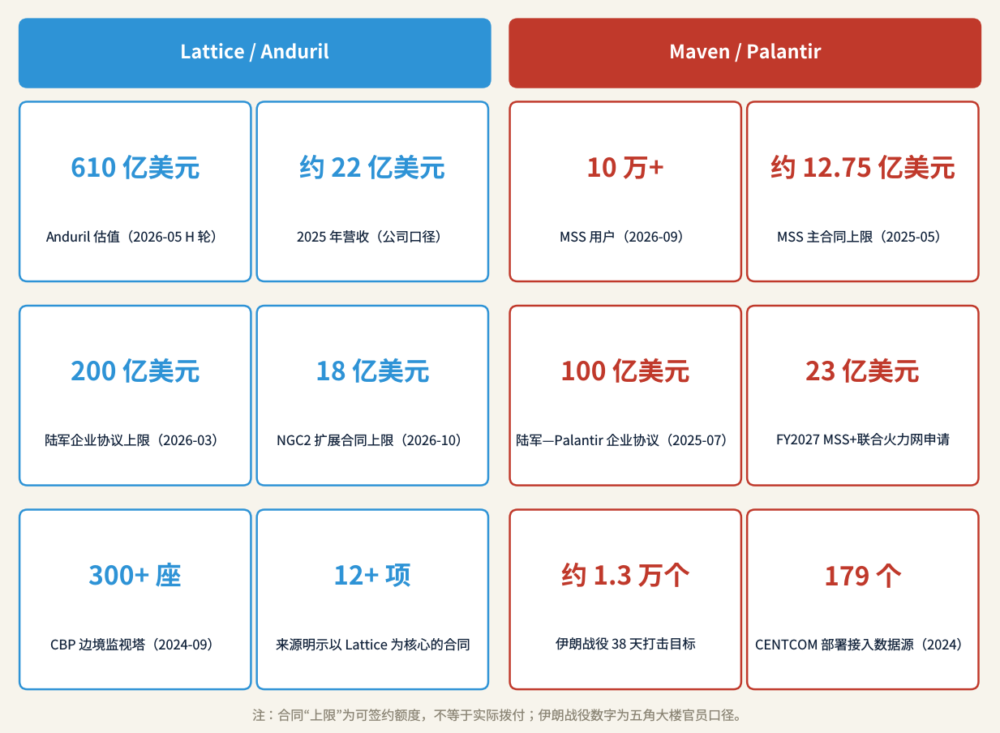 Lattice / Anduril
Maven / Palantir
610 亿美元
Anduril 估值（2026-05 H 轮）
约 22 亿美元
2025 年营收（公司口径）
10 万+
MSS 用户（2026-09）
约 12.75 亿美元
MSS 主合同上限（2025-05）
200 亿美元
陆军企业协议上限（2026-03）
18 亿美元
NGC2 扩展合同上限（2026-10）
100 亿美元
陆军—Palantir 企业协议（2025-07）
23 亿美元
FY2027 MSS+联合火力网申请
300+ 座
CBP 边境监视塔（2024-09）
12+ 项
来源明示以 Lattice 为核心的合同
约 1.3 万个
伊朗战役 38 天打击目标
179 个
CENTCOM 部署接入数据源（2024）
注：合同“上限”为可签约额度，不等于实际拨付；伊朗战役数字为五角大楼官员口径。